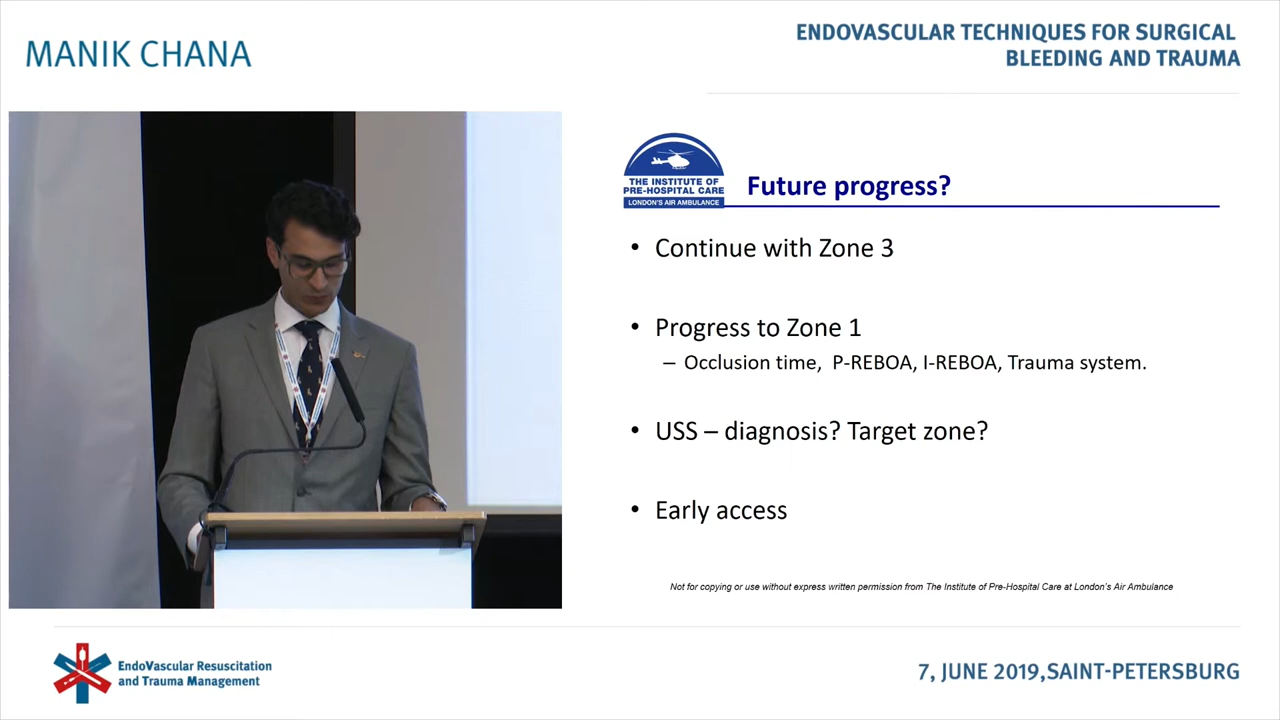 MANIK CHANA
ENDOVASCULAR TECHNIQUES FOR SURGICAL
BLEEDING AND TRAUMA
THE INSTITUTE OF
PRE-HOSPITAL CARE
LONDON'S AIR AMBULANCE
Future progress?
• Continue with Zone 3
• Progress to Zone 1
– Occlusion time,  P-REBOA, I-REBOA, Trauma system.
• USS – diagnosis? Target zone?
• Early access
Not for copying or use without express written permission from The Institute of Pre-Hospital Care at London's Air Ambulance
EndoVascular Resuscitation
and Trauma Management
7, JUNE 2019,SAINT-PETERSBURG